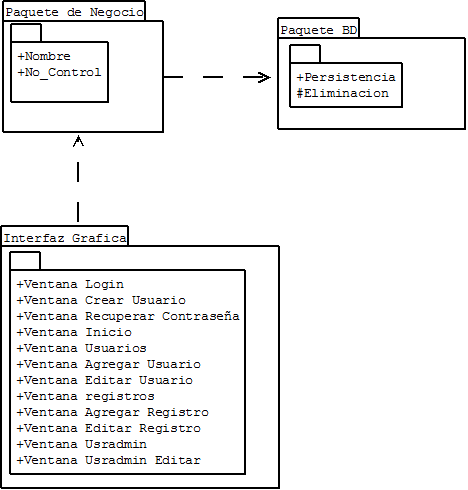 Paquete de Negocio
+Nombre
+No_Control
Paquete BD
+Persistencia
#Eliminacion
Interfaz Grafica
+Ventana Login
+Ventana Crear Usuario
+Ventana Recuperar Contraseña
+Ventana Inicio
+Ventana Usuarios
+Ventana Agregar Usuario
+Ventana Editar Usuario
+Ventana registros
+Ventana Agregar Registro
+Ventana Editar Registro
+Ventana Usradmin
+Ventana Usradmin Editar